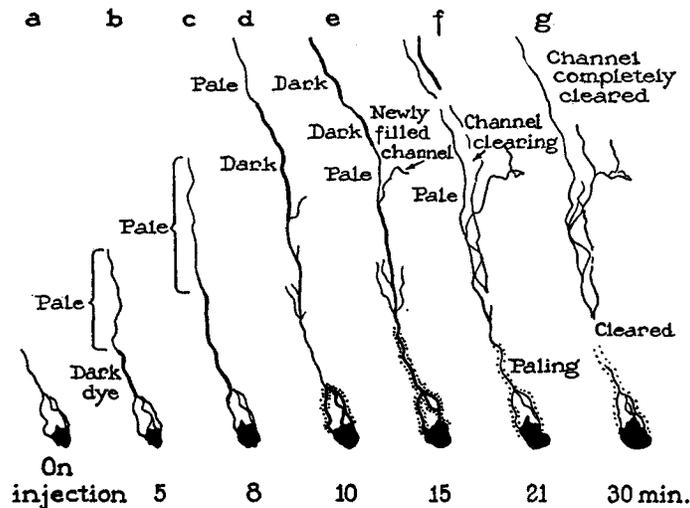 a b c d e f g
Channel
completely
cleared
Pale
Dark
Newly
filled
channel
Channel
clearing
Dark
Dark
Pale
Pale
Pale
Pale
Cleared
Dark
dye
Paling
On
injection 5 8 10 15 21 30 min.